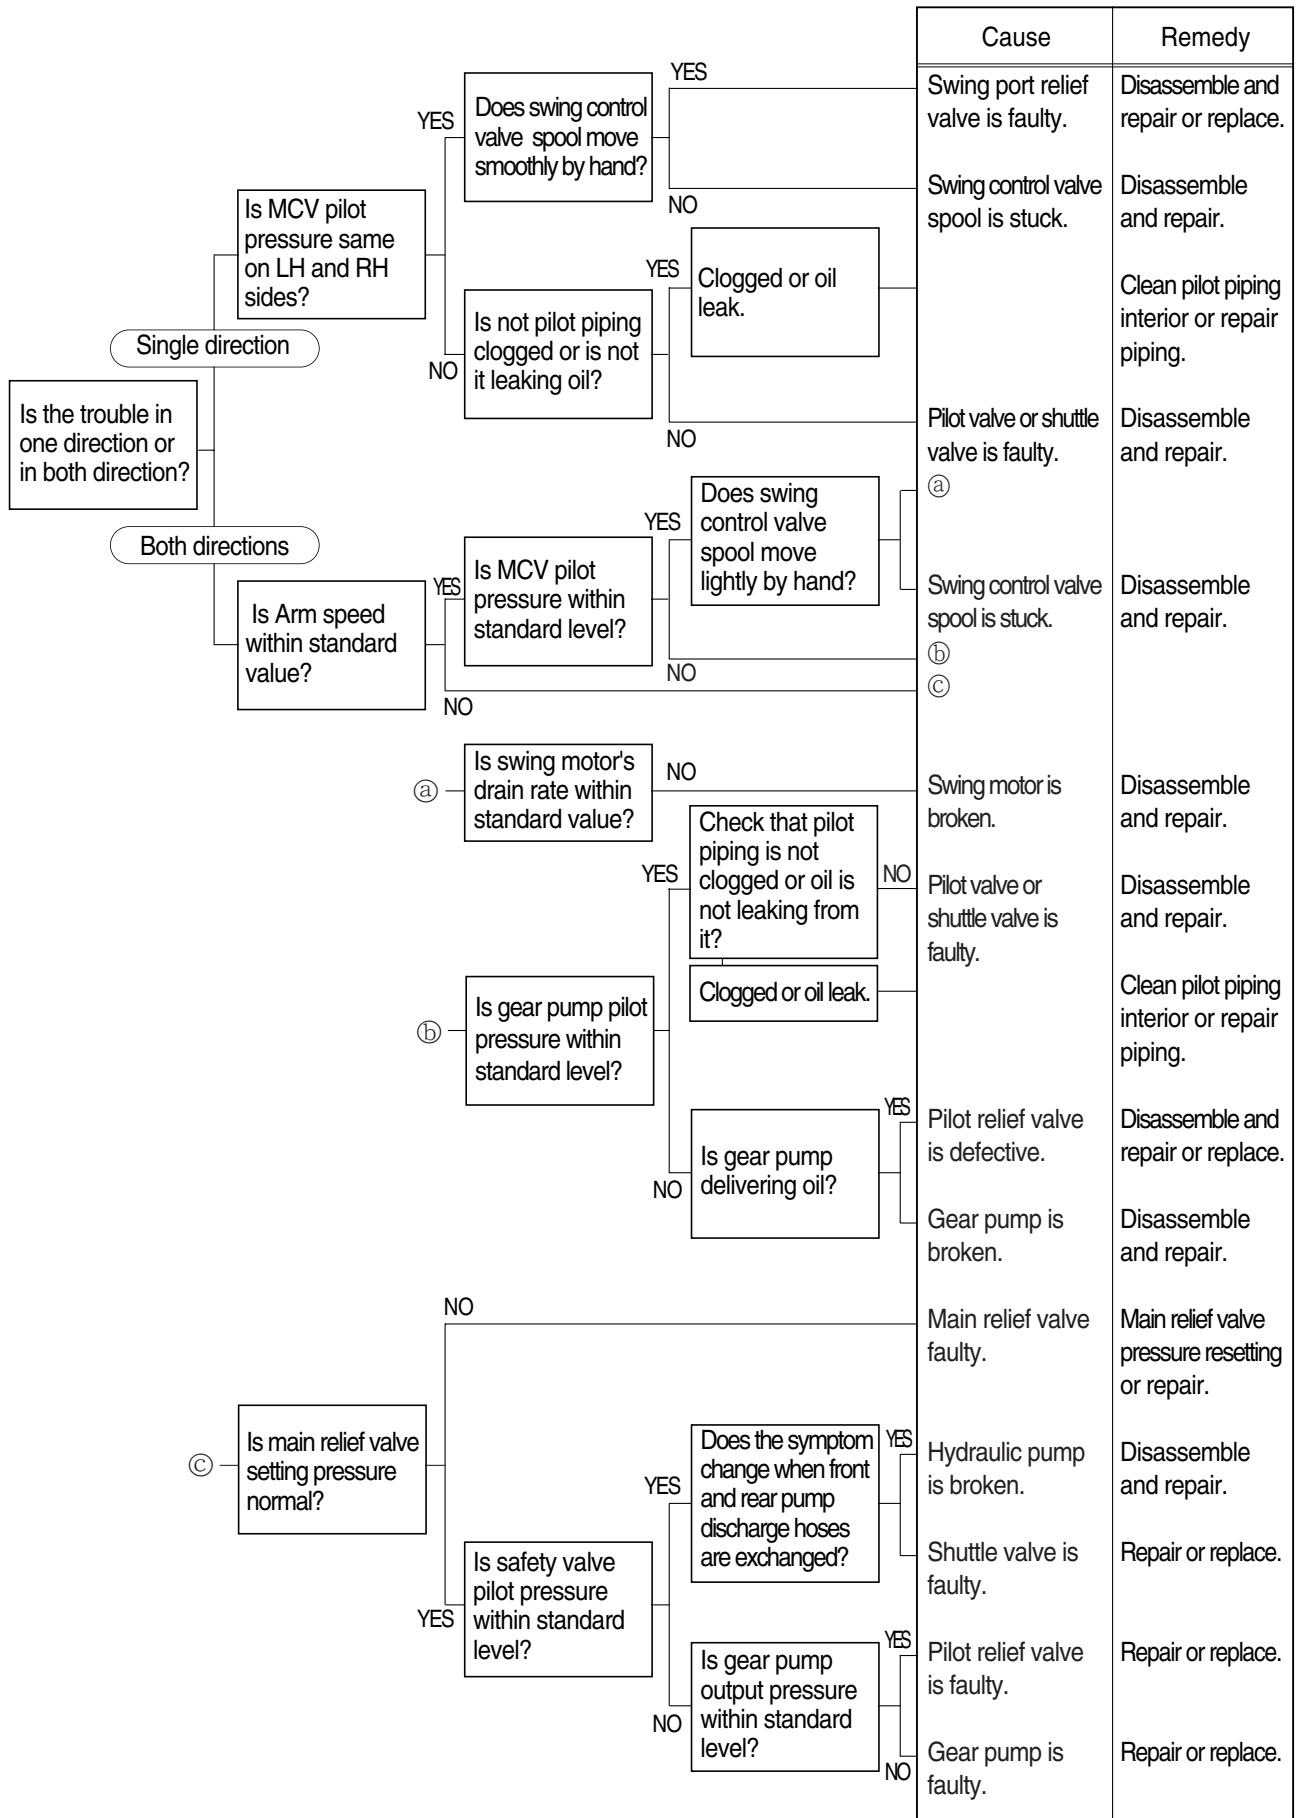 Cause
Remedy
YES
Does swing control
valve spool move
smoothly by hand?
YES
Swing port relief
valve is faulty.
Disassemble and
repair or replace.
NO
Swing control valve
spool is stuck.
Disassemble
and repair.
Is MCV pilot
pressure same
on LH and RH
sides?
NO
Is not pilot piping
clogged or is not
it leaking oil?
YES
Clogged or oil
leak.
Clean pilot piping
interior or repair
piping.
NO
Pilot valve or shuttle
valve is faulty.
Disassemble
and repair.
Single direction
Is the trouble in
one direction or
in both direction?
Both directions
Is Arm speed
within standard
value?
YES
Is MCV pilot
pressure within
standard level?
YES
Does swing
control valve
spool move
lightly by hand?
ⓐ
Swing control valve
spool is stuck.
Disassemble
and repair.
NO
ⓑ
NO
ⓒ
ⓐ
Is swing motor's
drain rate within
standard value?
NO
Swing motor is
broken.
Disassemble
and repair.
ⓑ
Is gear pump pilot
pressure within
standard level?
YES
Check that pilot
piping is not
clogged or oil is
not leaking from
it?
NO
Pilot valve or
shuttle valve is
faulty.
Disassemble
and repair.
Clogged or oil leak.
Clean pilot piping
interior or repair
piping.
NO
Is gear pump
delivering oil?
YES
Pilot relief valve
is defective.
Disassemble and
repair or replace.
Gear pump is
broken.
Disassemble
and repair.
ⓒ
Is main relief valve
setting pressure
normal?
NO
Main relief valve
faulty.
Main relief valve
pressure resetting
or repair.
YES
Is safety valve
pilot pressure
within standard
level?
YES
Does the symptom
change when front
and rear pump
discharge hoses
are exchanged?
YES
Hydraulic pump
is broken.
Disassemble
and repair.
Shuttle valve is
faulty.
Repair or replace.
NO
Is gear pump
output pressure
within standard
level?
YES
Pilot relief valve
is faulty.
Repair or replace.
NO
Gear pump is
faulty.
Repair or replace.